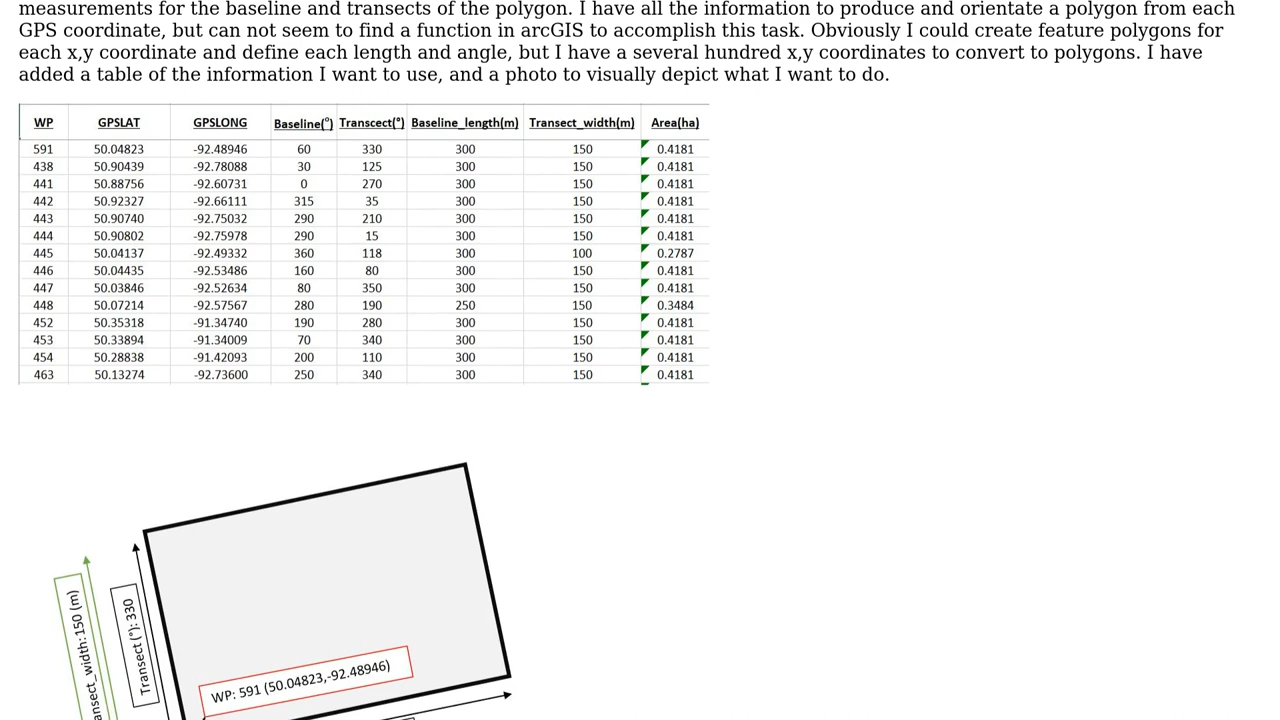 measurements for the baseline and transects of the polygon. I have all the information to produce and orientate a polygon from each
GPS coordinate, but can not seem to find a function in arcGIS to accomplish this task. Obviously I could create feature polygons for
each x,y coordinate and define each length and angle, but I have a several hundred x,y coordinates to convert to polygons. I have
added a table of the information I want to use, and a photo to visually depict what I want to do.
WP GPSLAT GPSLONG Baseline(°) Transcect(°) Baseline_length(m) Transect_width(m) Area(ha)
591 50.04823 -92.48946 60 330 300 150 0.4181
438 50.90439 -92.78088 30 125 300 150 0.4181
441 50.88756 -92.60731 0 270 300 150 0.4181
442 50.92327 -92.66111 315 35 300 150 0.4181
443 50.90740 -92.75032 290 210 300 150 0.4181
444 50.90802 -92.75978 290 15 300 150 0.4181
445 50.04137 -92.49332 360 118 300 100 0.2787
446 50.04435 -92.53486 160 80 300 150 0.4181
447 50.03846 -92.52634 80 350 300 150 0.4181
448 50.07214 -92.57567 280 190 250 150 0.3484
452 50.35318 -91.34740 190 280 300 150 0.4181
453 50.33894 -91.34009 70 340 300 150 0.4181
454 50.28838 -91.42093 200 110 300 150 0.4181
463 50.13274 -92.73600 250 340 300 150 0.4181
ansect_width:150 (m)
Transect (°): 330
WP: 591 (50.04823,-92.48946)